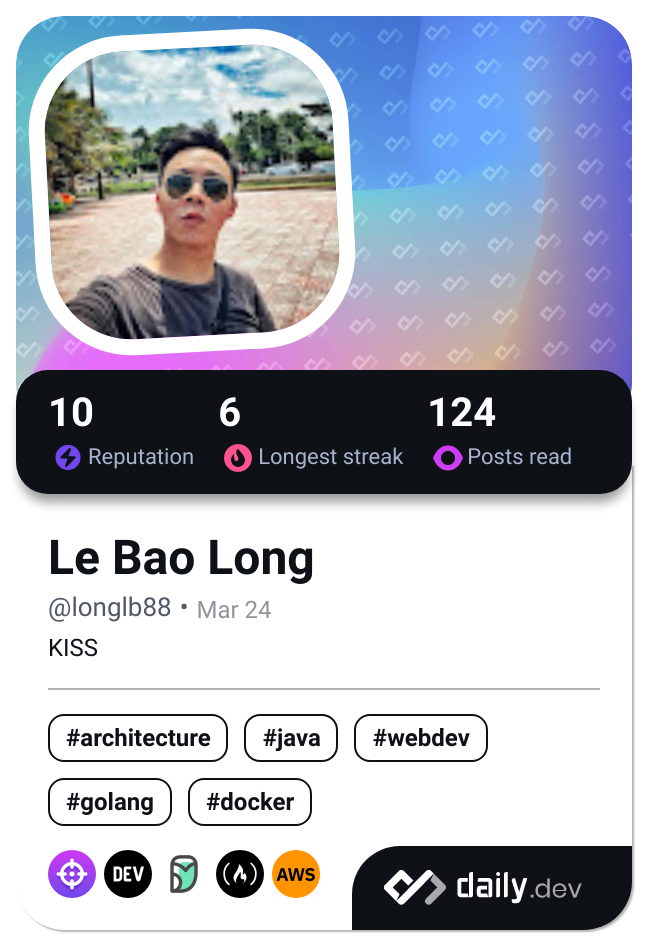 10 6 124
Reputation Longest streak Posts read
Le Bao Long
@longlb88 • Mar 24
KISS
#architecture #java #webdev
#golang #docker
DEV AWS
daily.dev